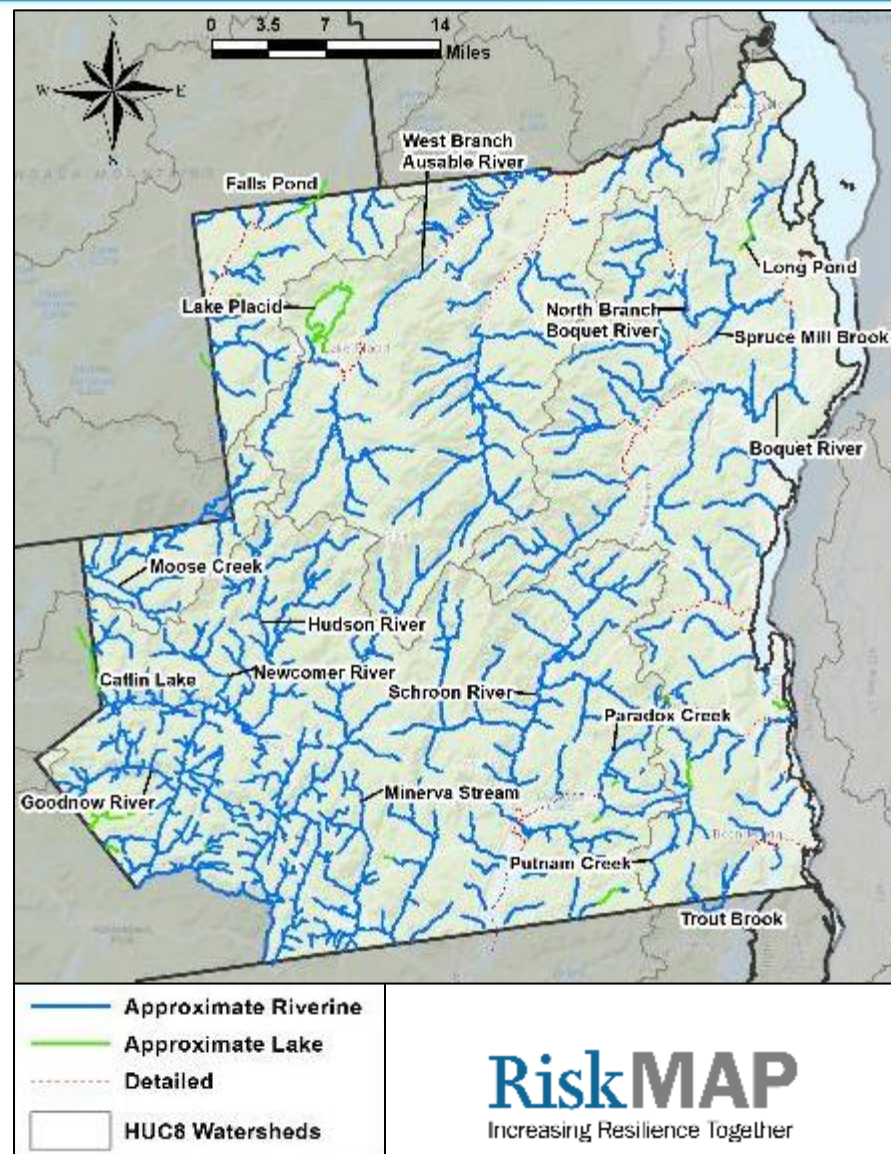 0 3.5 7 14
Miles
N
W E
S
West Branch
Ausable River
Falls Pond
Long Pond
Lake Placid
North Branch
Boquet River
Spruce Mill Brook
Lake Placid
Boquet River
Moose Creek
Hudson River
Newcomer River
Catlin Lake
Schroon River
Paradox Creek
Goodnow River
Minerva Stream
Putnam Creek
Trout Brook
Approximate Riverine
Approximate Lake
Detailed
HUC8 Watersheds
RiskMAP
Increasing Resilience Together